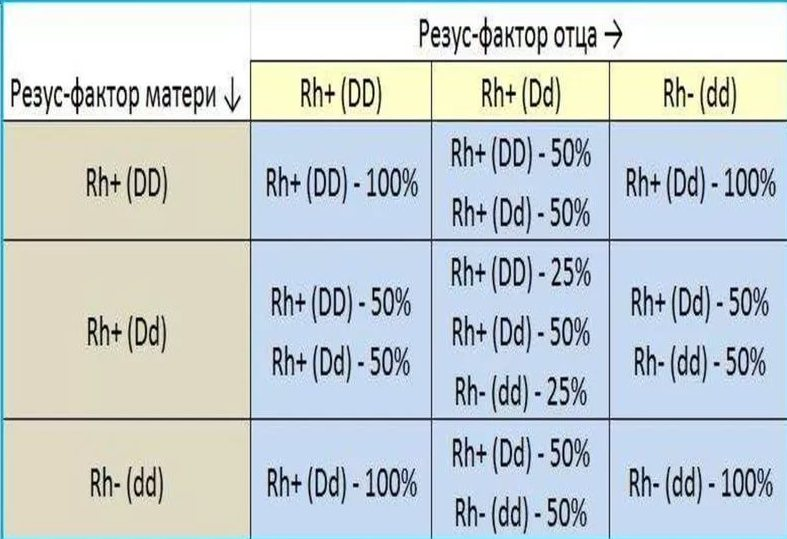 Резус-фактор отца →
Резус-фактор матери ↓ Rh+ (DD) Rh+ (Dd) Rh- (dd)
Rh+ (DD)
Rh+ (DD) - 100%
Rh+ (DD) - 50%
Rh+ (Dd) - 50%
Rh+ (Dd) - 100%
Rh+ (Dd)
Rh+ (DD) - 50%
Rh+ (Dd) - 50%
Rh+ (DD) - 25%
Rh+ (Dd) - 50%
Rh- (dd) - 25%
Rh+ (Dd) - 50%
Rh- (dd) - 50%
Rh- (dd)
Rh+ (Dd) - 100%
Rh+ (Dd) - 50%
Rh- (dd) - 50%
Rh- (dd) - 100%